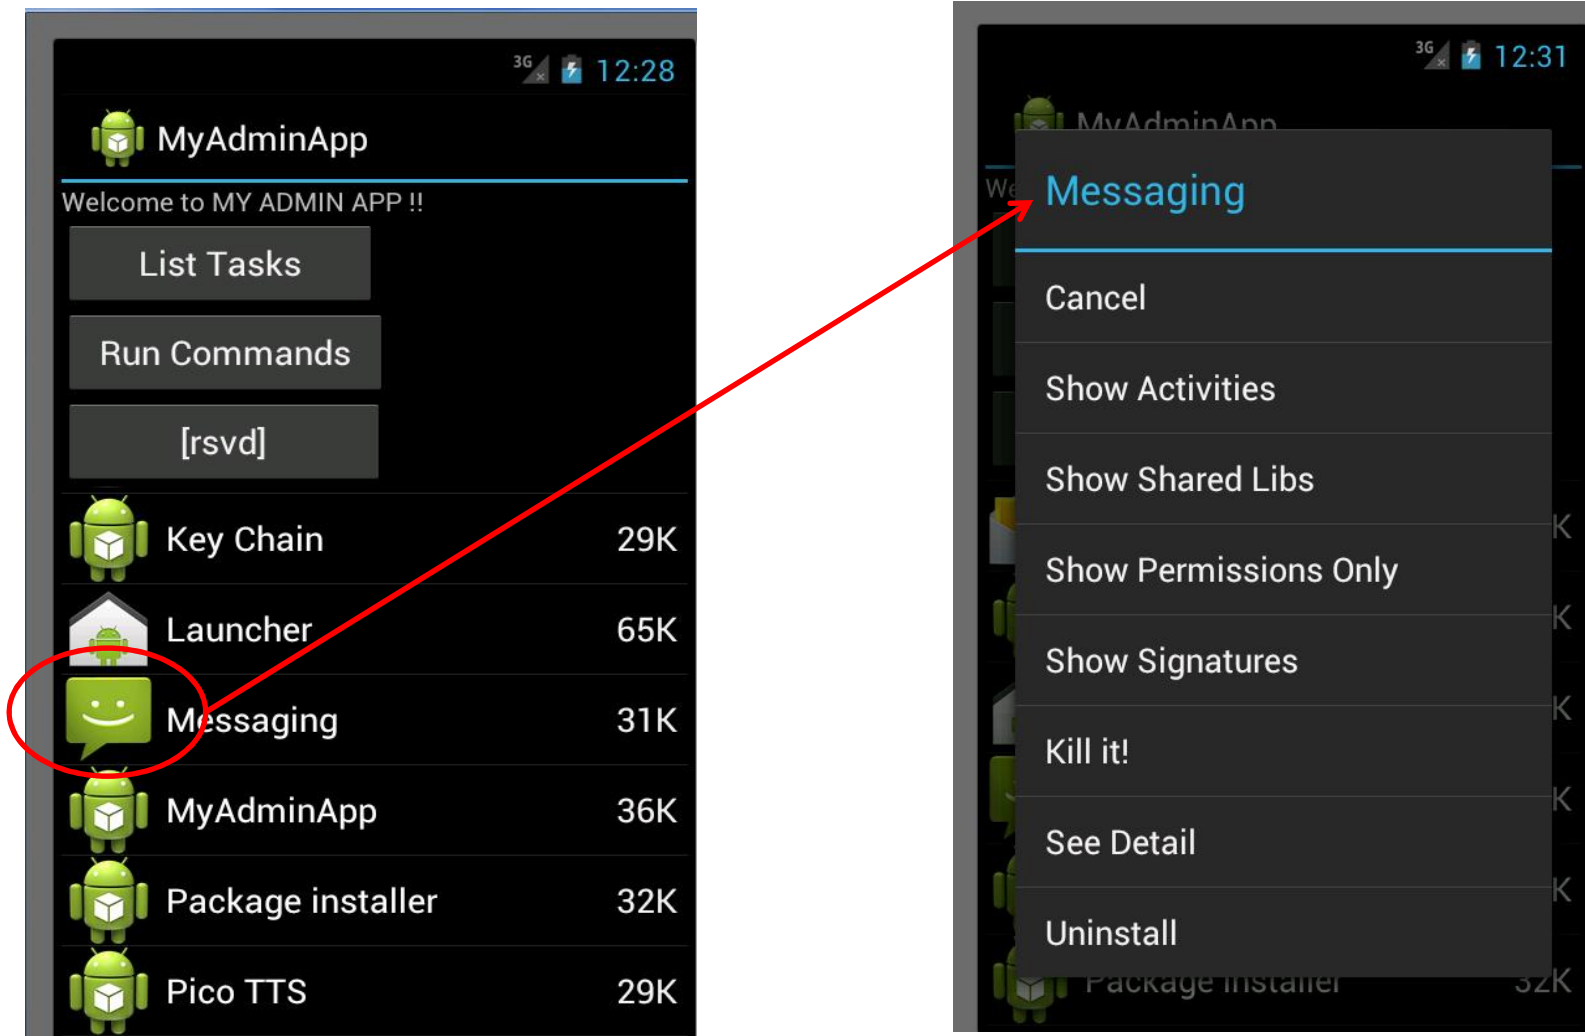 3G 12:28
MyAdminApp
Welcome to MY ADMIN APP !!
List Tasks
Run Commands
[rsvd]
Key Chain 29K
Launcher 65K
Messaging 31K
MyAdminApp 36K
Package installer 32K
Pico TTS 29K
3G 12:31
MyAdminApp
We
Messaging
Cancel
Show Activities
Show Shared Libs
K
Show Permissions Only
K
Show Signatures
K
Kill it!
K
See Detail
K
Uninstall
Package installer 32K